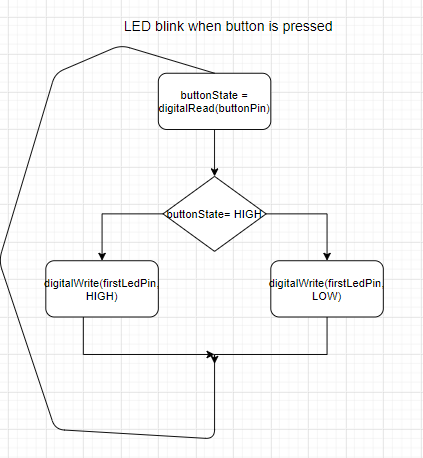 LED blink when button is pressed
buttonState =
digitalRead(buttonPin)
buttonState= HIGH
digitalWrite(firstLedPin,
HIGH)
digitalWrite(firstLedPin,
LOW)